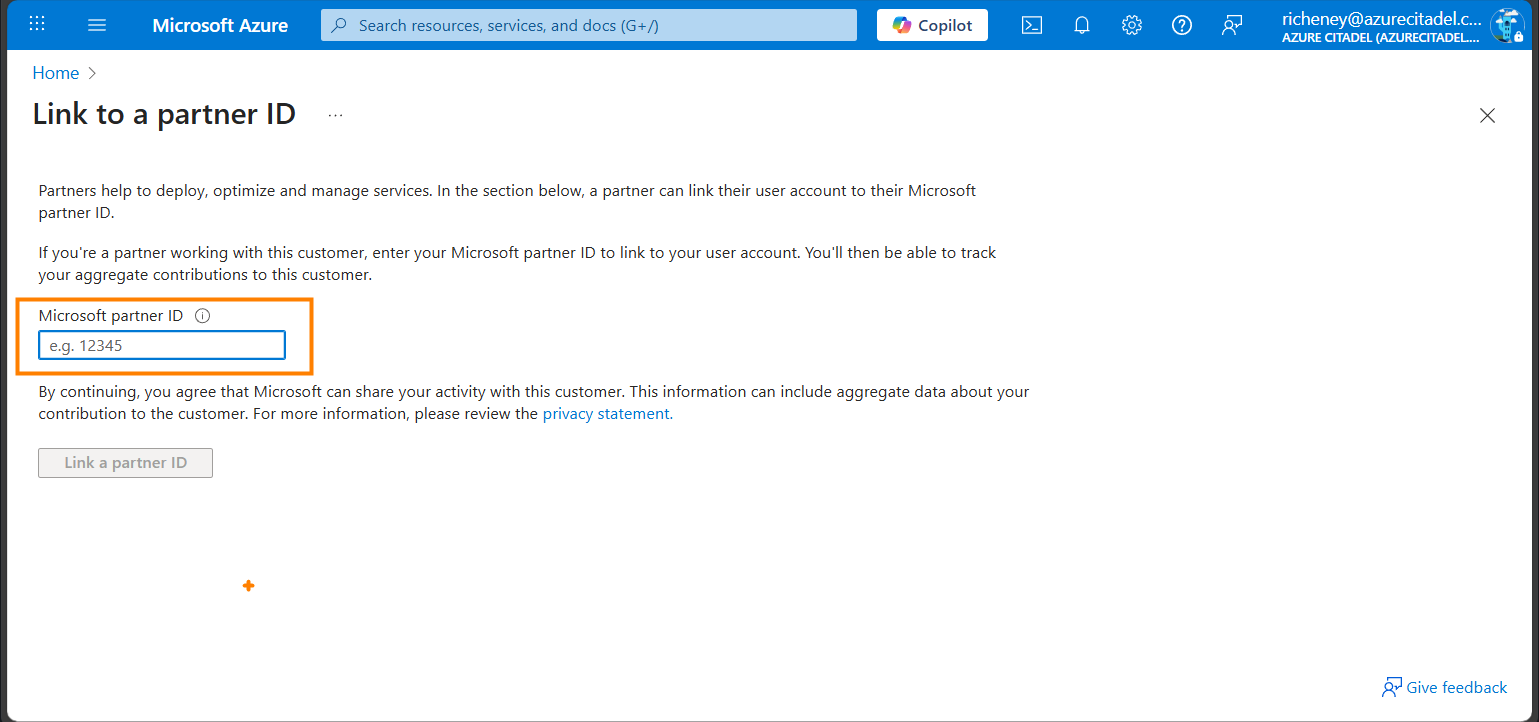 Microsoft Azure
Search resources, services, and docs (G+/)
Copilot
richeney@azurecitadel.c...
AZURE CITADEL (AZURECITADEL....
Home
Link to a partner ID
...
Partners help to deploy, optimize and manage services. In the section below, a partner can link their user account to their Microsoft
partner ID.
If you're a partner working with this customer, enter your Microsoft partner ID to link to your user account. You'll then be able to track
your aggregate contributions to this customer.
Microsoft partner ID
e.g. 12345
By continuing, you agree that Microsoft can share your activity with this customer. This information can include aggregate data about your
contribution to the customer. For more information, please review the privacy statement.
Link a partner ID
Give feedback